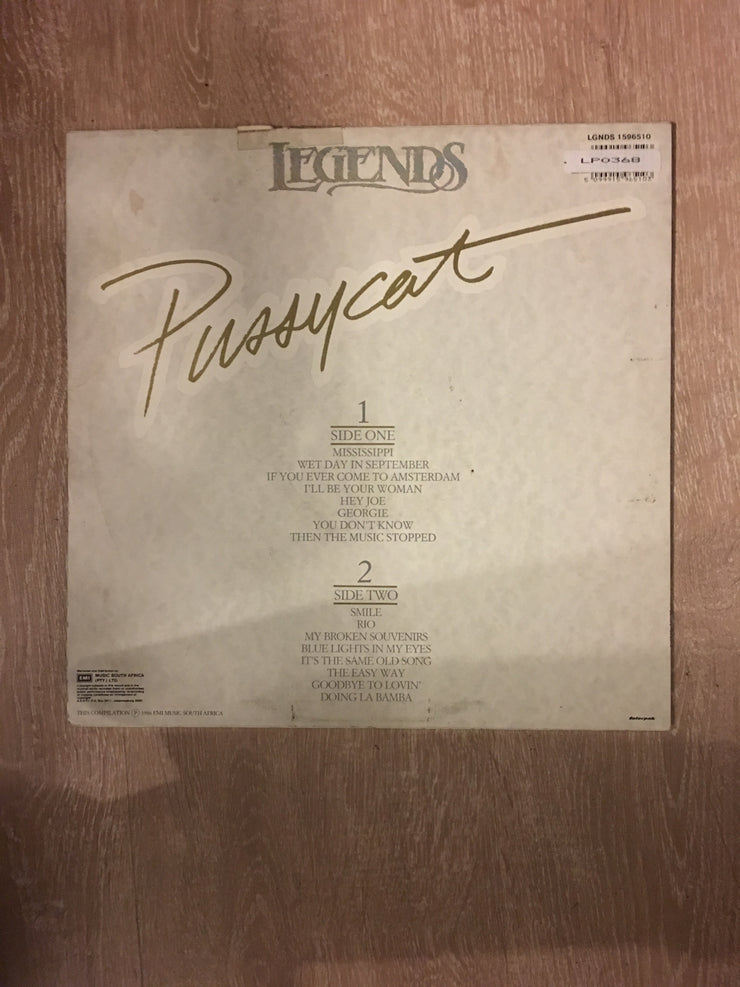 LEGENDS
LGNDS 1596510
LP0368
Pussycat
1
SIDE ONE
MISSISSIPPI
WET DAY IN SEPTEMBER
IF YOU EVER COME TO AMSTERDAM
I'LL BE YOUR WOMAN
HEY JOE
GEORGIE
YOU DON'T KNOW
THEN THE MUSIC STOPPED
2
SIDE TWO
SMILE
RIO
MY BROKEN SOUVENIRS
BLUE LIGHTS IN MY EYES
IT'S THE SAME OLD SONG
THE EASY WAY
GOODBYE TO LOVIN'
DOING LA BAMBA
EMI MUSIC SOUTH AFRICA
(PTY) LTD.
THIS COMPILATION Ⓟ 1986 EMI MUSIC SOUTH AFRICA